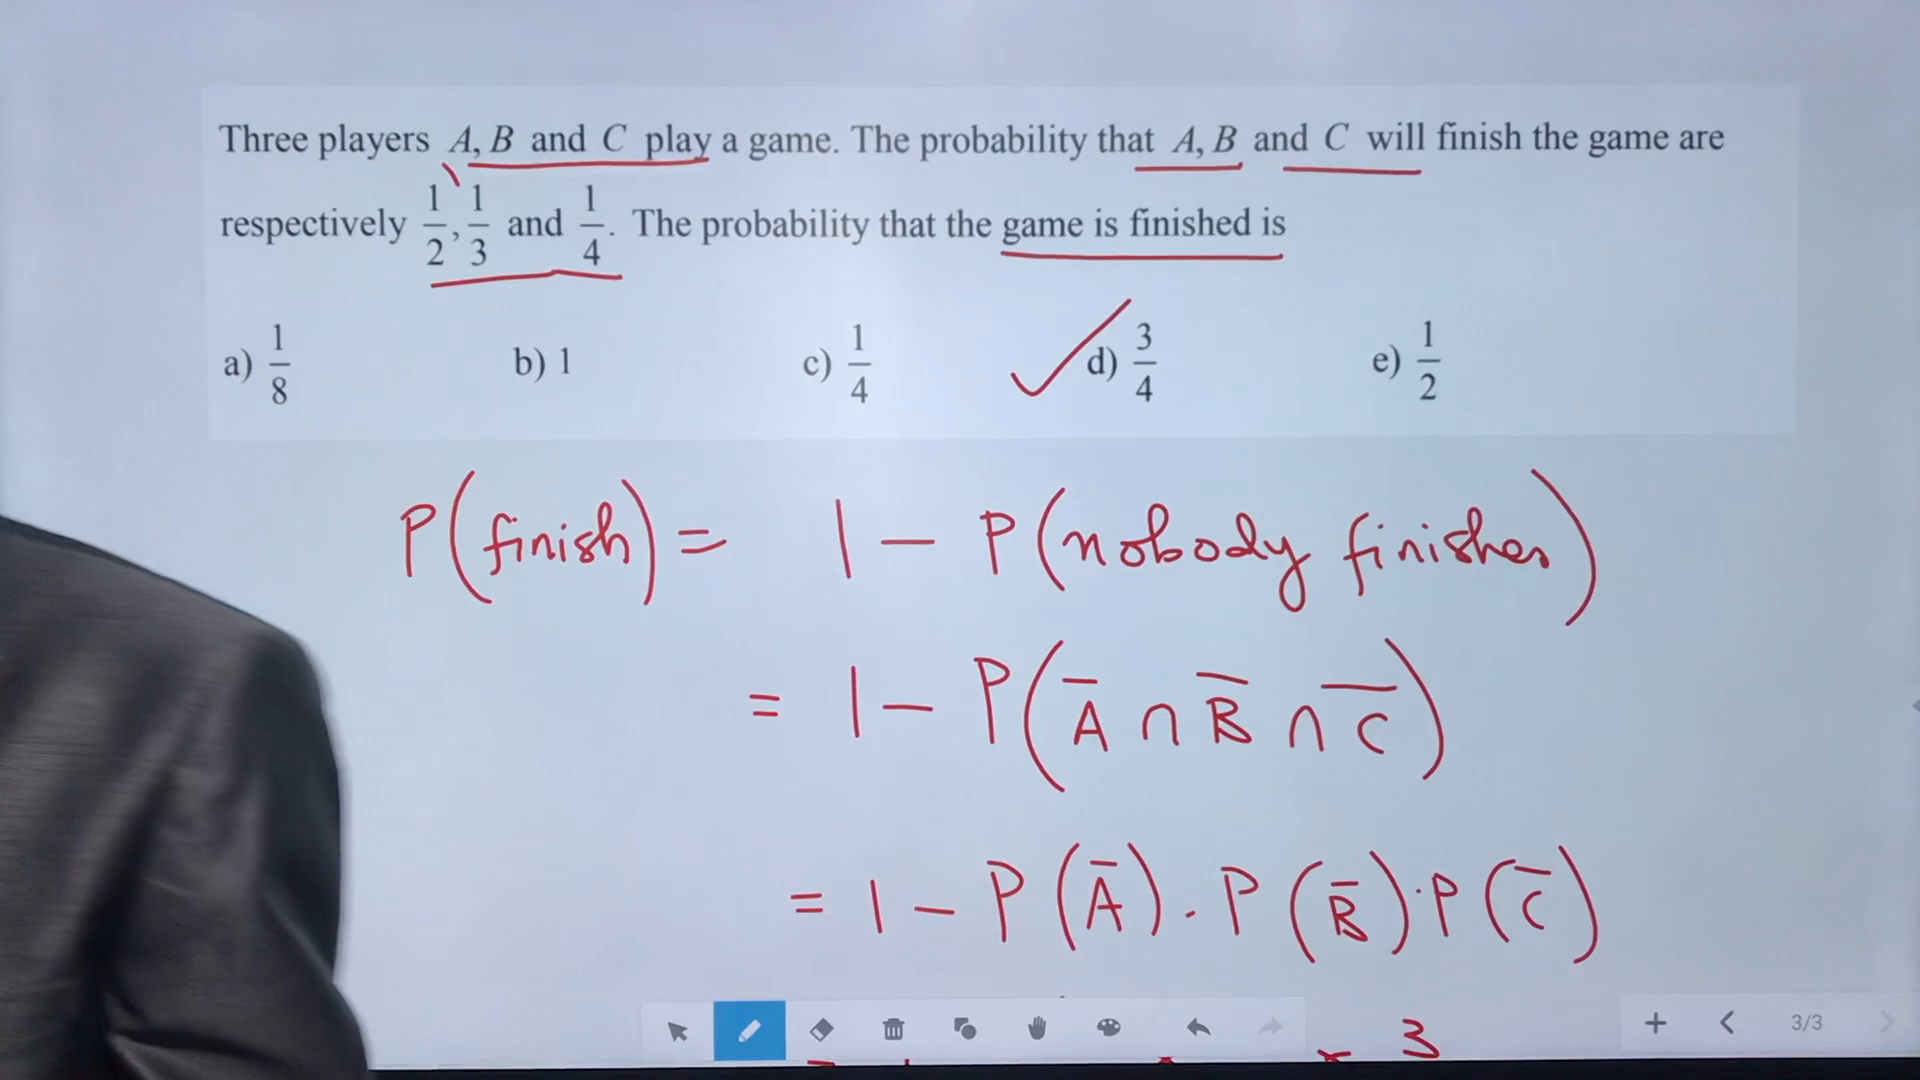 Three players A, B and C play a game. The probability that A, B and C will finish the game are
respectively 1/2, 1/3 and 1/4. The probability that the game is finished is
a) 1/8 b) 1 c) 1/4 d) 3/4 e) 1/2
P(finish) = 1 - P(nobody finishes)
= 1 - P(A̅ ∩ B̅ ∩ C̅)
= 1 - P(A̅) . P(B̅) . P(C̅)
3
3/3